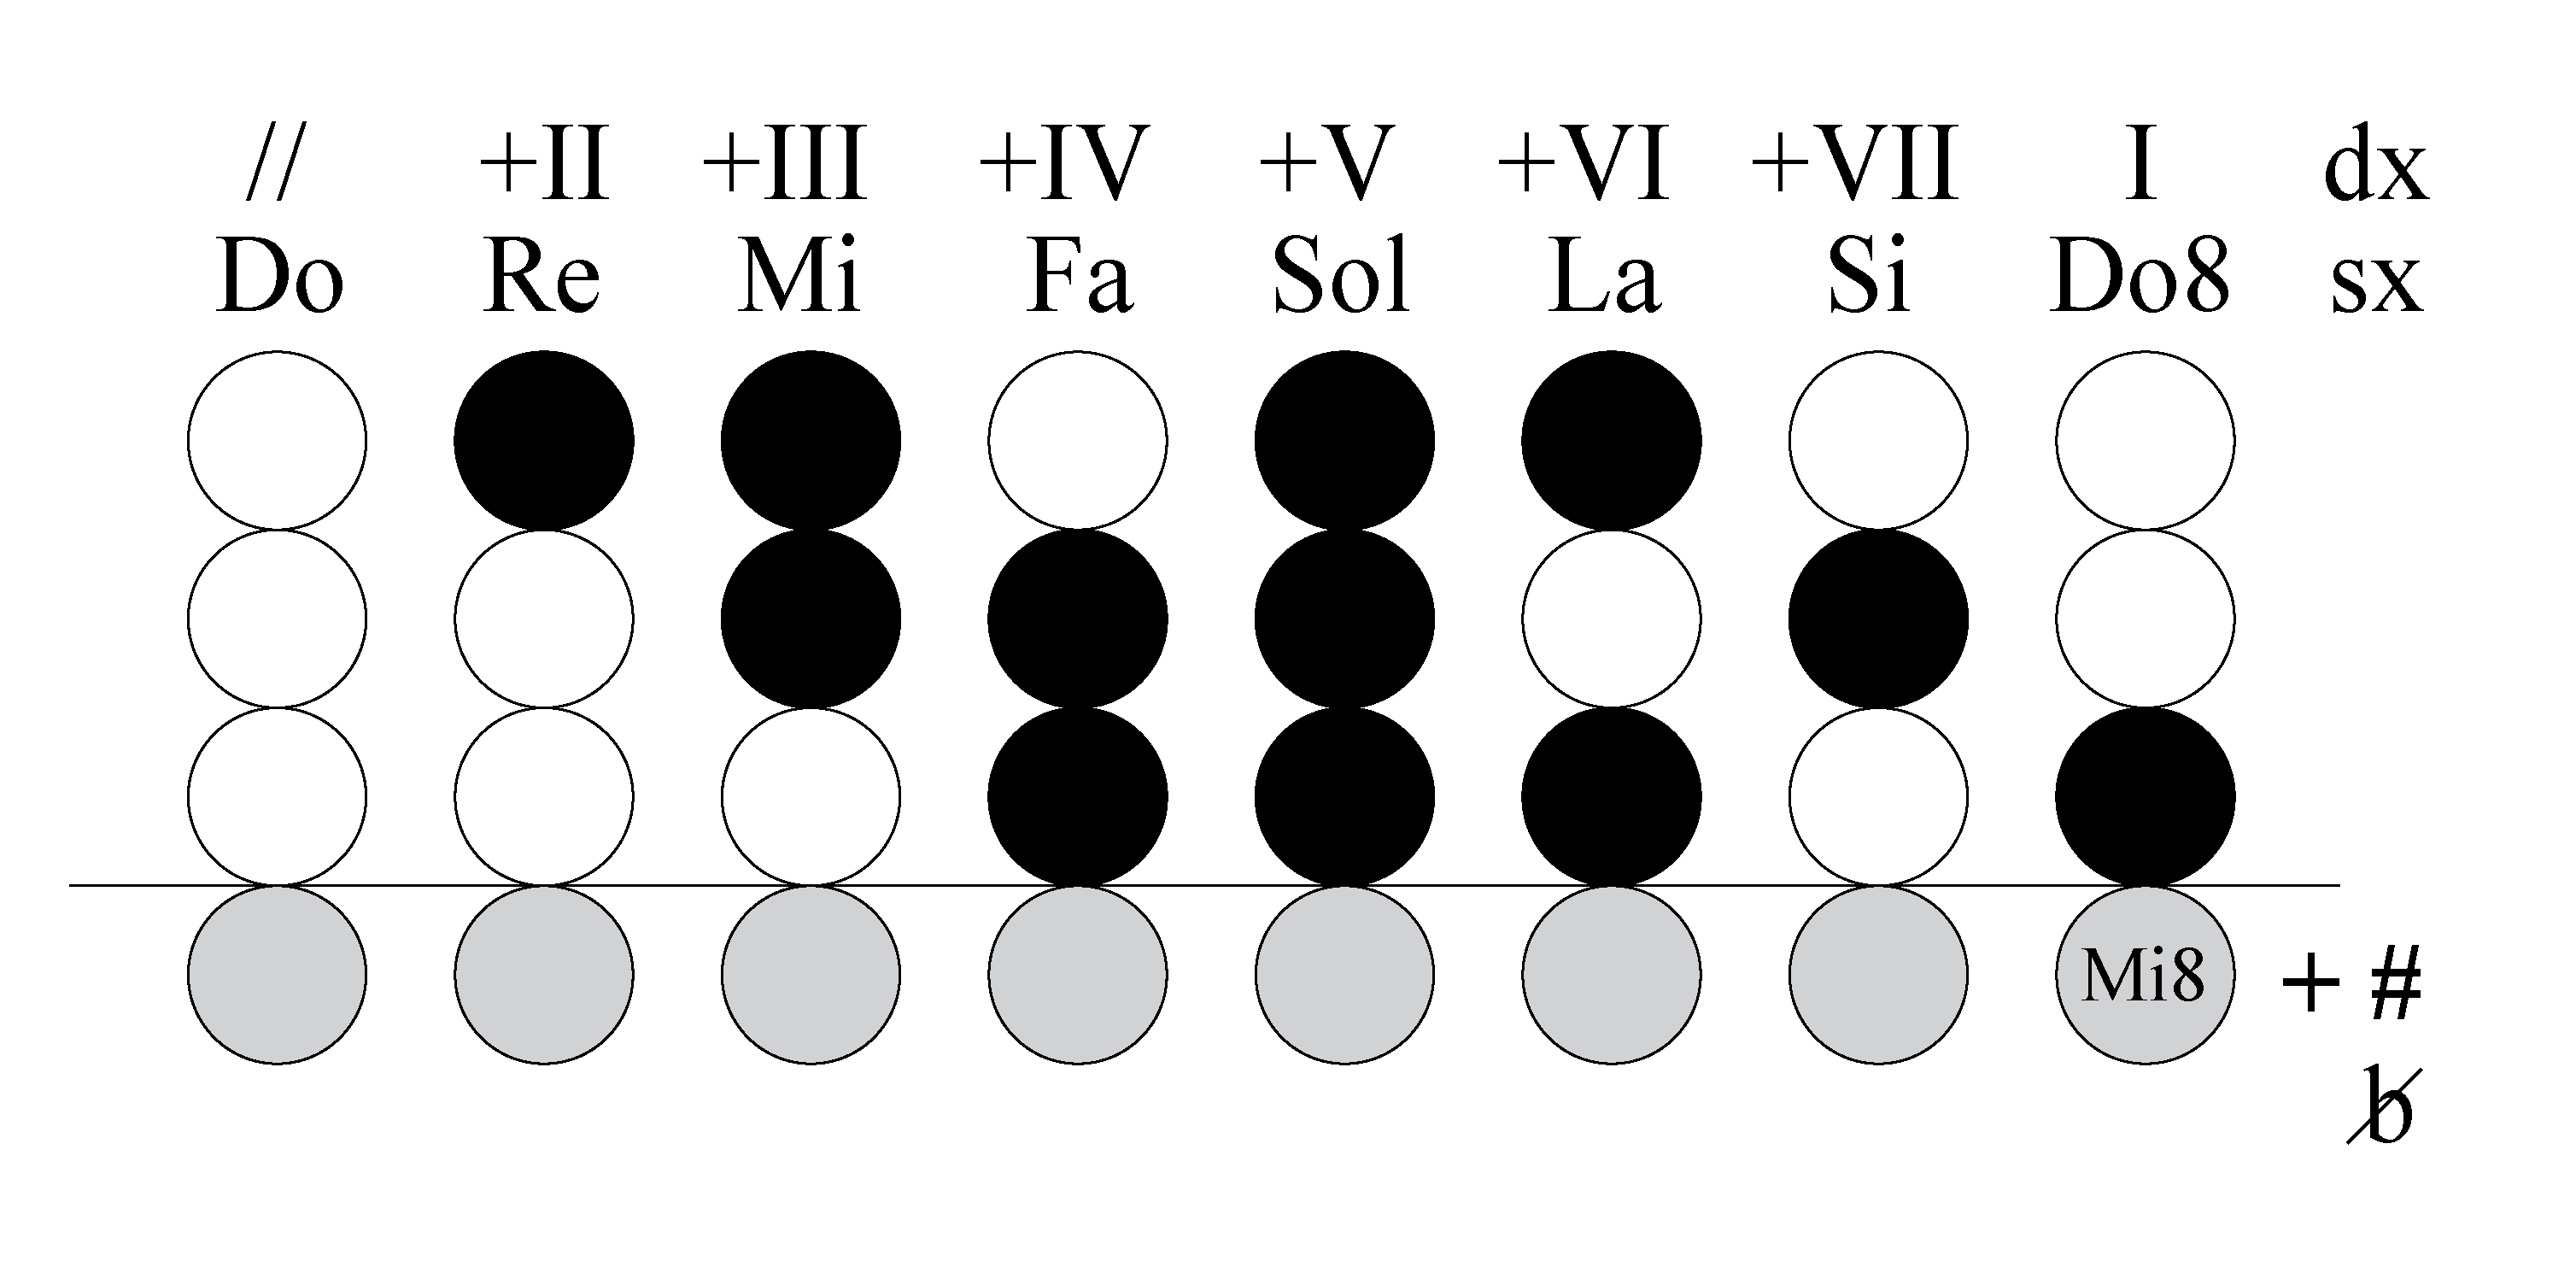 // +II +III +IV +V +VI +VII I dx
Do Re Mi Fa Sol La Si Do8 sx
Mi8 + #
b̸